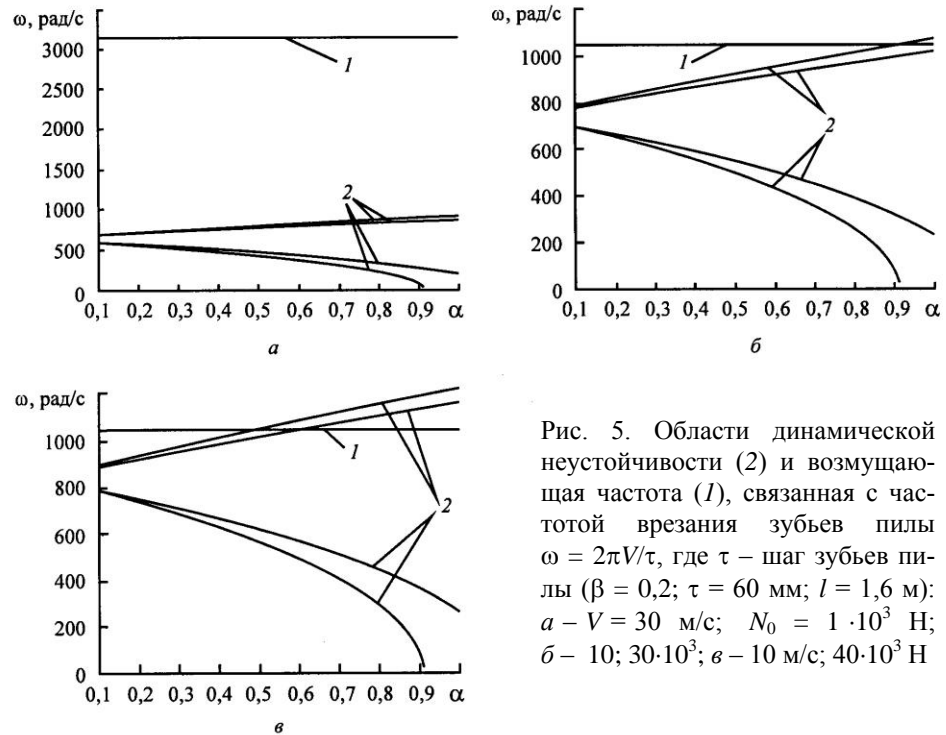 ω, рад/с
3000
2500
2000
1500
1000
500
0
0,1 0,2 0,3 0,4 0,5 0,6 0,7 0,8 0,9 α
1
2
а
ω, рад/с
1000
800
600
400
200
0
0,1 0,2 0,3 0,4 0,5 0,6 0,7 0,8 0,9 α
1
2
б
ω, рад/с
1000
800
600
400
200
0
0,1 0,2 0,3 0,4 0,5 0,6 0,7 0,8 0,9 α
1
2
в
Рис. 5. Области динамической
неустойчивости (2) и возмущаю-
щая частота (1), связанная с час-
тотой врезания зубьев пилы
ω = 2πV/τ, где τ – шаг зубьев пи-
лы (β = 0,2; τ = 60 мм; l = 1,6 м):
а – V = 30 м/с; N₀ = 1 ·10³ Н;
б – 10; 30·10³; в – 10 м/с; 40·10³ Н